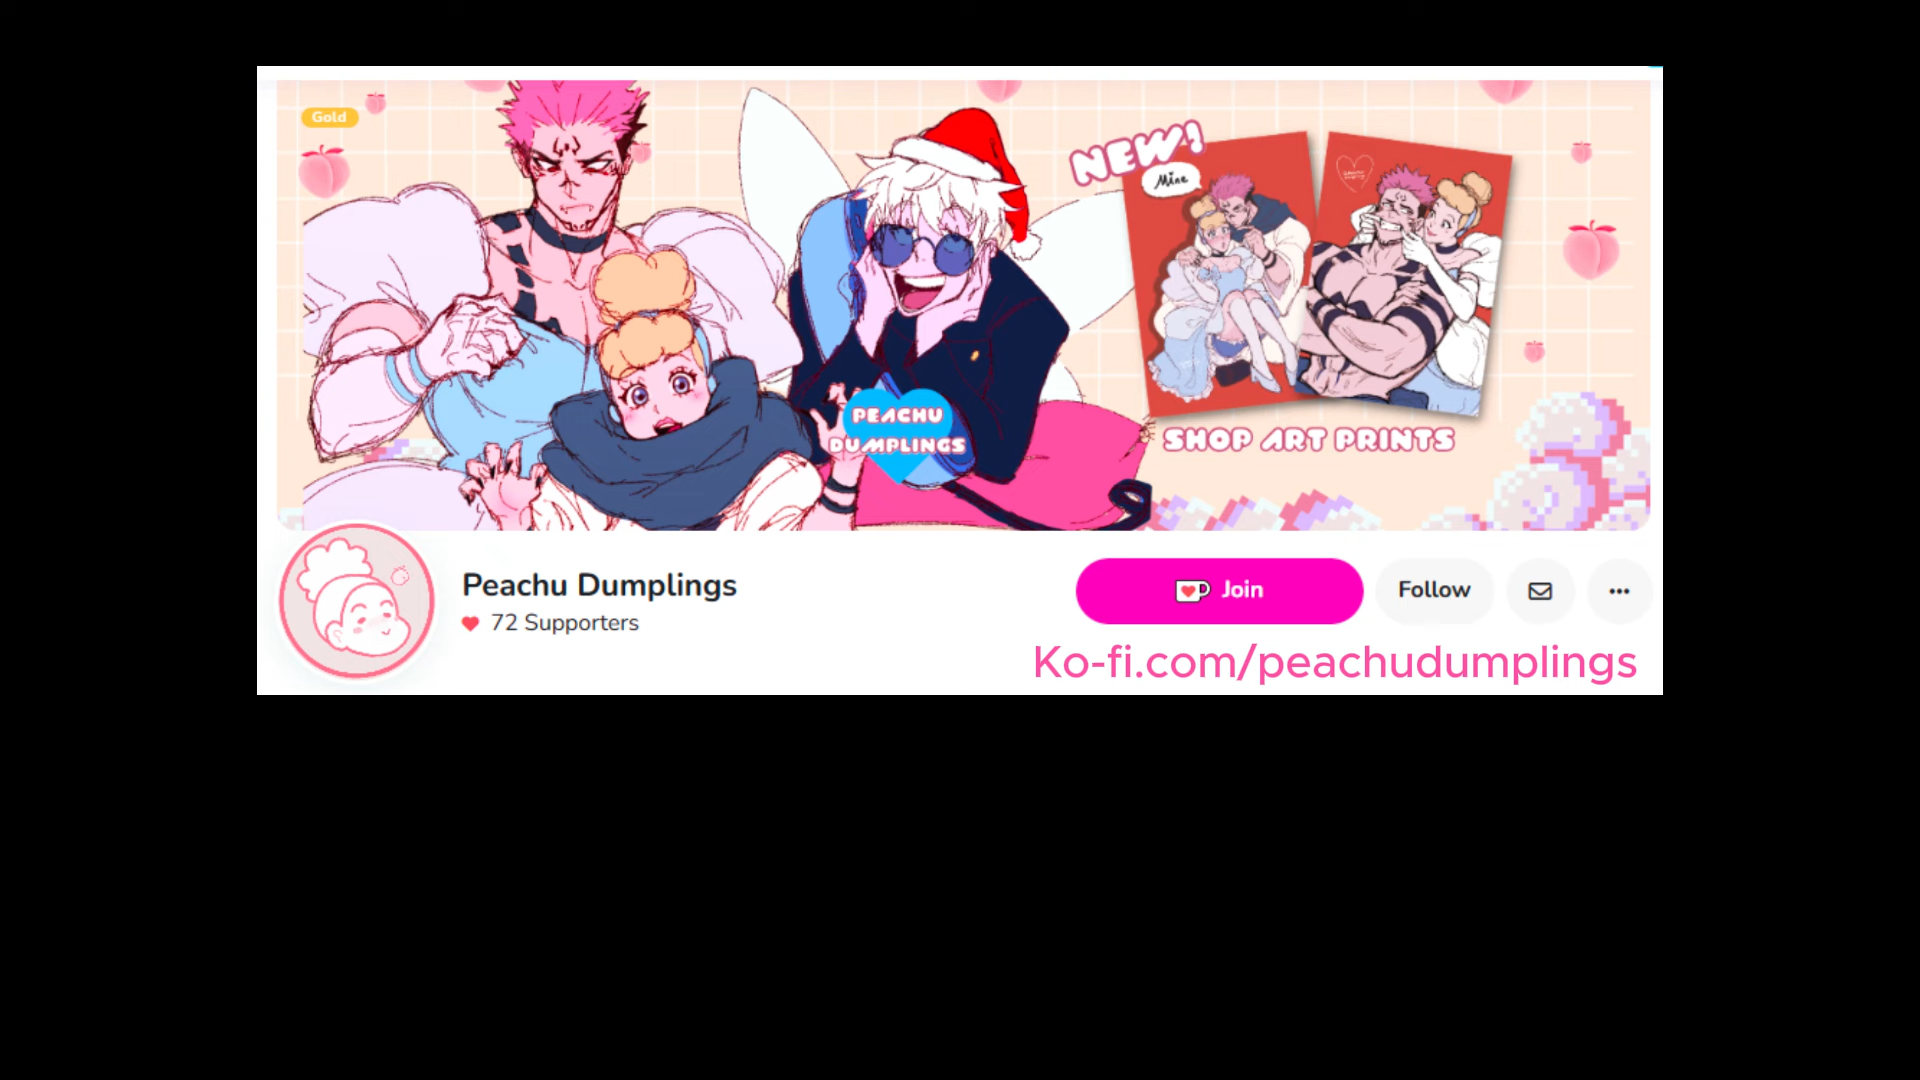 Gold
NEW!
Mine
PEACHU
DUMPLINGS
SHOP ART PRINTS
Peachu Dumplings
72 Supporters
Join
Follow
Ko-fi.com/peachudumplings